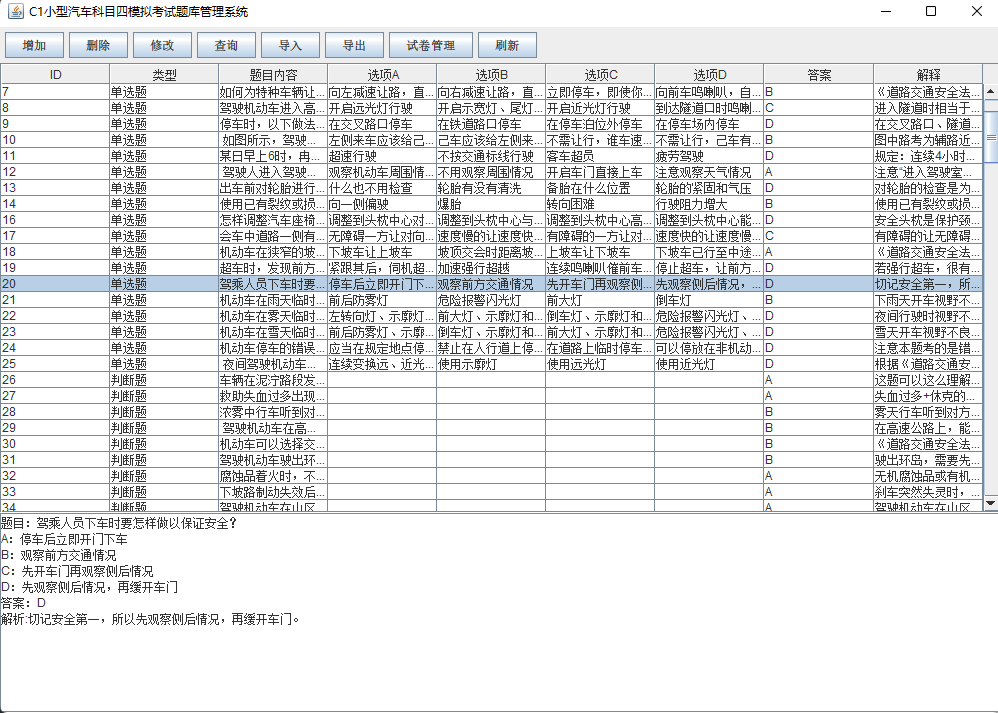 C1小型汽车科目四模拟考试题库管理系统
增加 删除 修改 查询 导入 导出 试卷管理 刷新
ID 类型 题目内容 选项A 选项B 选项C 选项D 答案 解释
7 单选题 如何为特种车辆让... 向左减速让路，直... 向右减速让路，直... 立即停车，即使你... 向前车鸣喇叭，自... B 《道路交通安全法...
8 单选题 驾驶机动车进入高... 开启远光灯行驶 开启示宽灯、尾灯... 开启近光灯行驶 到达隧道口时鸣喇... C 进入隧道时相当于...
9 单选题 停车时，以下做法... 在交叉路口停车 在铁道路口停车 在停车泊位外停车 在停车场内停车 D 在交叉路口、隧道...
10 单选题 如图所示，驾驶... 左侧来车应该给己... 己车应该给左侧来... 不需让行，谁车速... 不需让行，己车有... B 图中路考为辅路近...
11 单选题 某日早上6时，冉... 超速行驶 不按交通标线行驶 客车超员 疲劳驾驶 D 规定：连续4小时...
12 单选题 驾驶人进入驾驶... 观察机动车周围情... 不用观察周围情况 开启车门直接上车 注意观察天气情况 A 注意“进入驾驶室...
13 单选题 出车前对轮胎进行... 什么也不用检查 轮胎有没有清洗 备胎在什么位置 轮胎的紧固和气压 D 对轮胎的检查是为...
14 单选题 使用已有裂纹或损... 向一侧偏驶 爆胎 转向困难 行驶阻力增大 B 使用已有裂纹或损...
16 单选题 怎样调整汽车座椅... 调整到头枕中心对... 调整到头枕中心与... 调整到头枕中心高... 调整到头枕中心能... D 安全头枕是保护颈...
17 单选题 会车中道路一侧有... 无障碍一方让对向... 速度慢的让速度快... 有障碍的一方让对... 速度快的让速度慢... C 有障碍的让无障碍...
18 单选题 机动车在狭窄的坡... 下坡车让上坡车 坡顶交会时距离坡... 上坡车让下坡车 下坡车已行至中途... A 《道路交通安全法...
19 单选题 超车时，发现前方... 紧跟其后，伺机超... 加速强行超越 连续鸣喇叭催前车... 停止超车，让前方... D 若强行超车，很有...
20 单选题 驾乘人员下车时要... 停车后立即开门下... 观察前方交通情况 先开车门再观察侧... 先观察侧后情况，... D 切记安全第一，所...
21 单选题 机动车在雨天临时... 前后防雾灯 危险报警闪光灯 前大灯 倒车灯 B 下雨天开车视野不...
22 单选题 机动车在雾天临时... 左转向灯、示廓灯... 前大灯、示廓灯和... 倒车灯、示廓灯和... 危险报警闪光灯、... D 夜间行驶时视野不...
23 单选题 机动车在雪天临时... 前后防雾灯、示廓... 倒车灯、示廓灯和... 前大灯、示廓灯和... 危险报警闪光灯、... D 雪天开车视野不良...
24 单选题 机动车停车的错误... 应当在规定地点停... 禁止在人行道上停... 在道路上临时停车... 可以停放在非机动... D 注意本题考的是错...
25 单选题 夜间驾驶机动车... 连续变换远、近光... 使用示廓灯 使用远光灯 使用近光灯 D 根据《道路交通安...
26 判断题 车辆在泥泞路段发... A 这题可以这么理解...
27 判断题 救助失血过多出现... A 失血过多+休克的...
28 判断题 浓雾中行车听到对... B 雾天行车听到对方...
29 判断题 驾驶机动车在高... B 在高速公路上，能...
30 判断题 机动车可以选择交... B 《道路交通安全法...
31 判断题 驾驶机动车驶出环... B 驶出环岛，需要先...
32 判断题 腐蚀品着火时，不... A 无机腐蚀品或有机...
33 判断题 下坡路制动失效后... A 刹车突然失灵时，...
34 判断题 驾驶机动车在山区... A 驾驶机动车在山区...
题目：驾乘人员下车时要怎样做以保证安全？
A：停车后立即开门下车
B：观察前方交通情况
C：先开车门再观察侧后情况
D：先观察侧后情况，再缓开车门
答案：D
解析:切记安全第一，所以先观察侧后情况，再缓开车门。